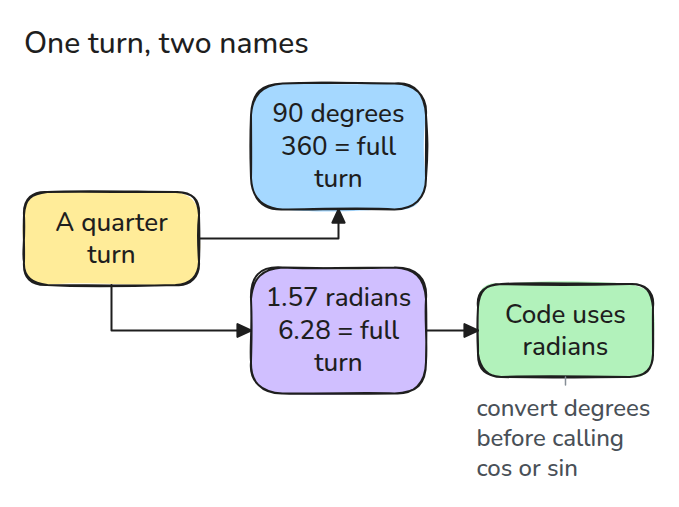 One turn, two names
90 degrees
360 = full
turn
A quarter
turn
1.57 radians
6.28 = full
turn
Code uses
radians
convert degrees
before calling
cos or sin